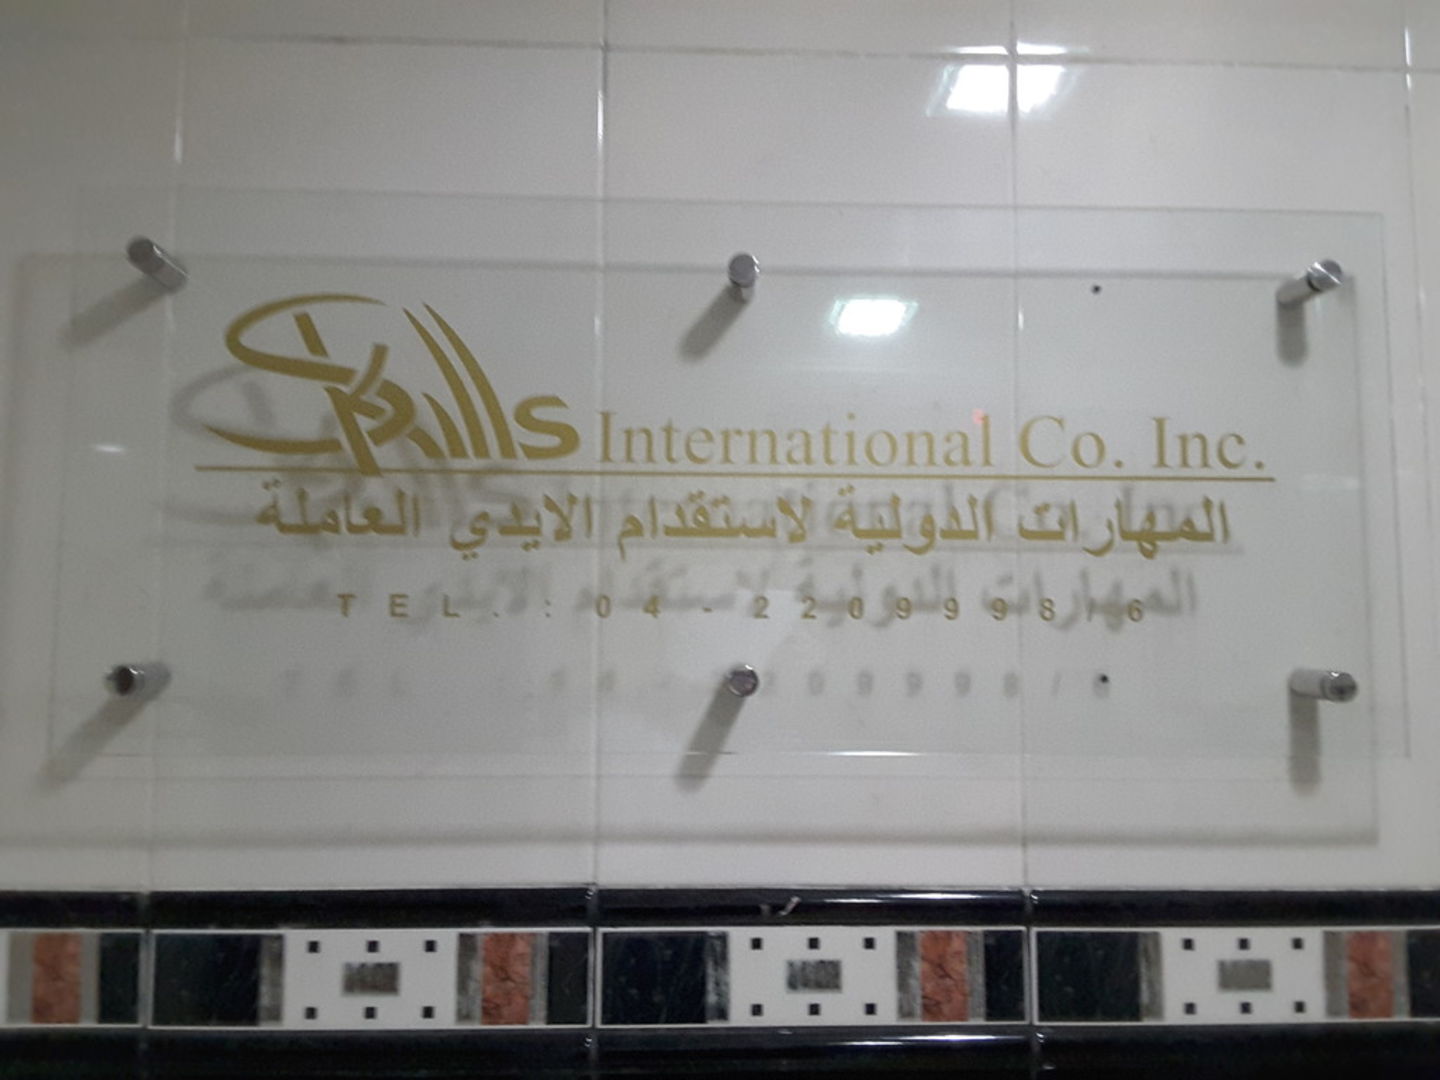 Skills International Co. Inc.
المهارات الدولية لاستقدام الايدي العاملة
TEL.: 04-2209998/6